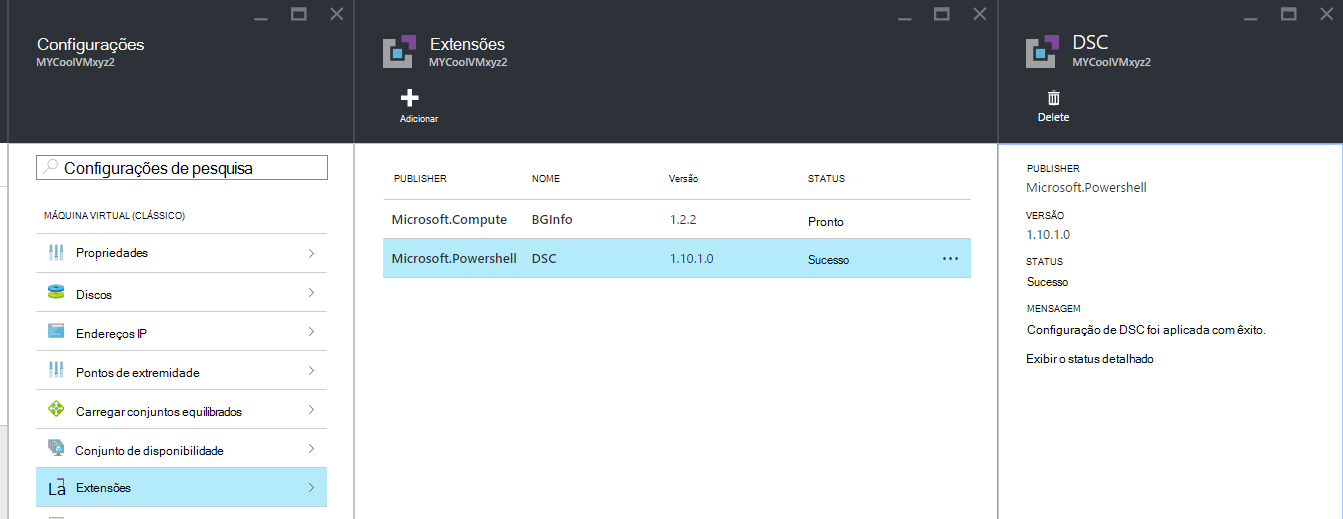 Configurações
MYCoolVMxyz2
Configurações de pesquisa
MÁQUINA VIRTUAL (CLÁSSICO)
Propriedades
Discos
Endereços IP
Pontos de extremidade
Carregar conjuntos equilibrados
Conjunto de disponibilidade
La Extensões
Extensões
MYCoolVMxyz2
Adicionar
PUBLISHER NOME Versão STATUS
Microsoft.Compute BGInfo 1.2.2 Pronto
Microsoft.Powershell DSC 1.10.1.0 Sucesso ...
DSC
MYCoolVMxyz2
Delete
PUBLISHER
Microsoft.Powershell
VERSÃO
1.10.1.0
STATUS
Sucesso
MENSAGEM
Configuração de DSC foi aplicada com êxito.
Exibir o status detalhado